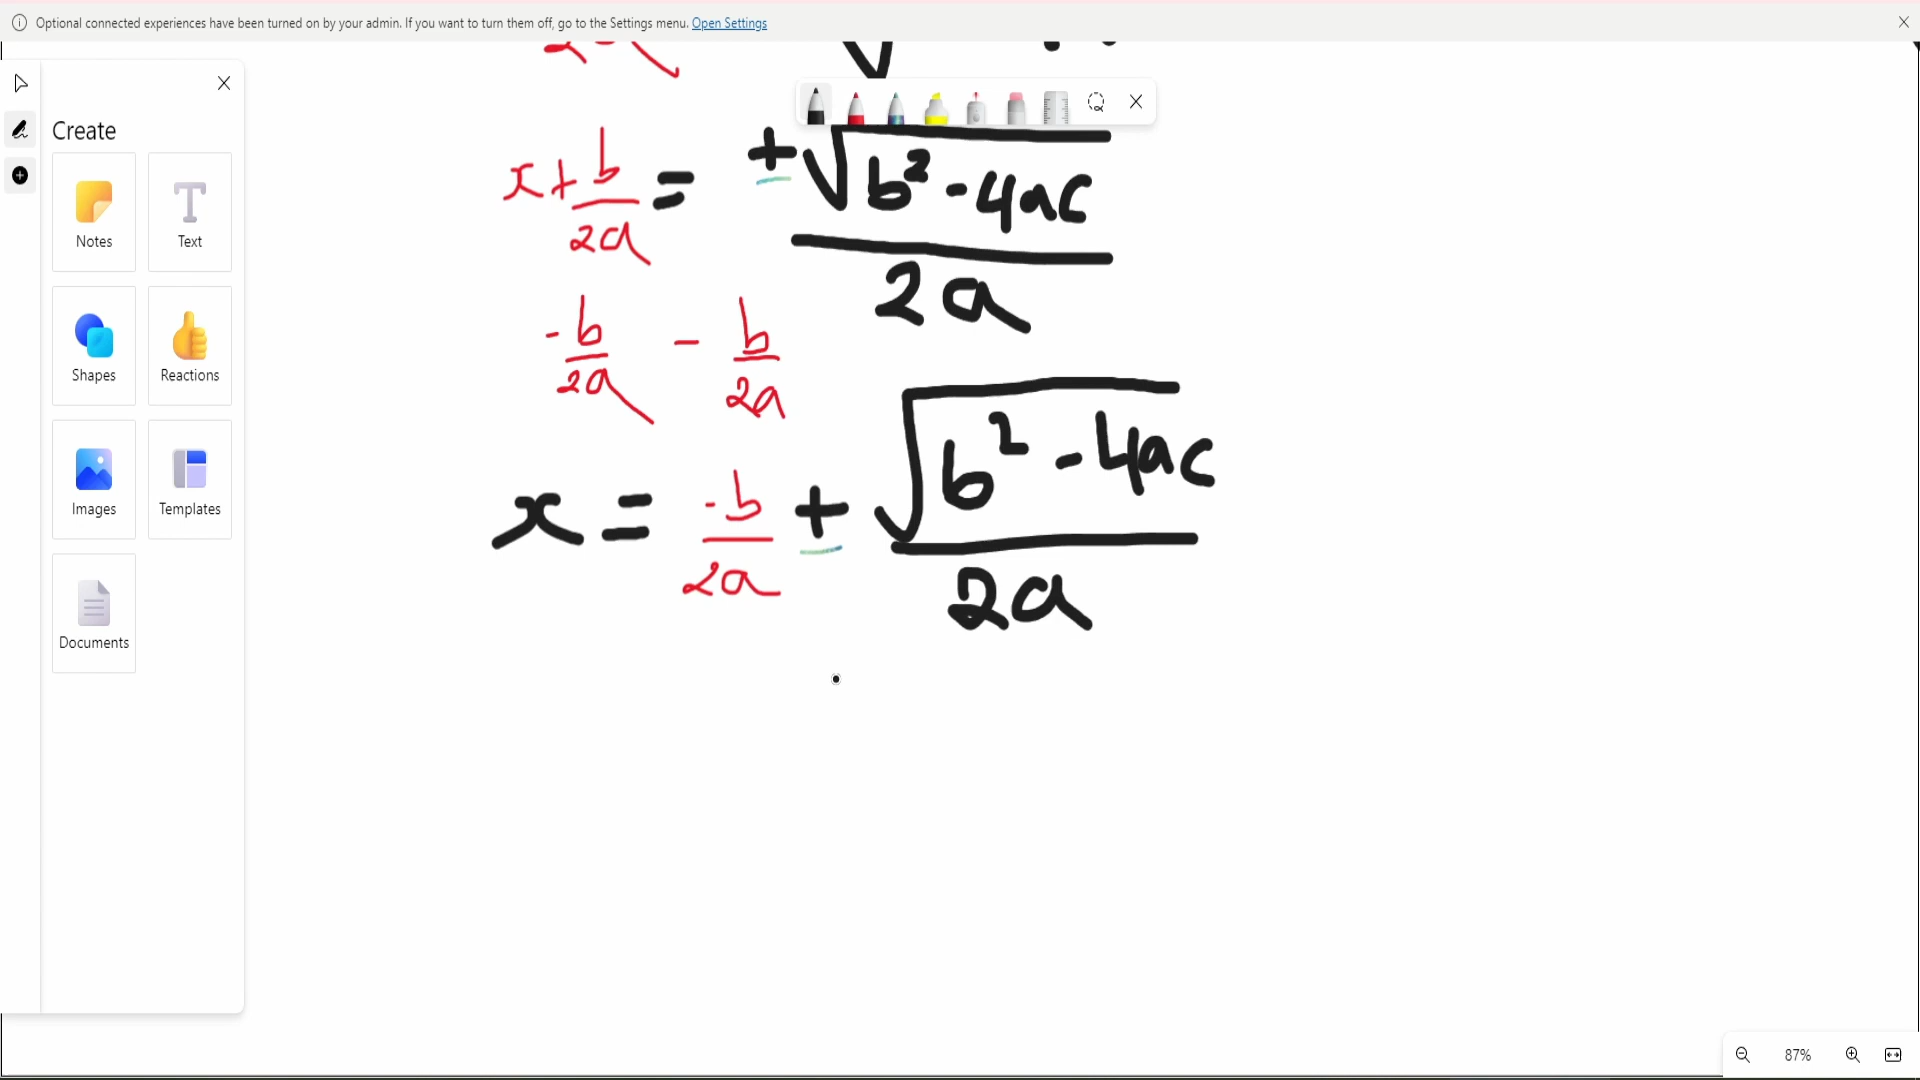 Optional connected experiences have been turned on by your admin. If you want to turn them off, go to the Settings menu. Open Settings
Create
Notes
Text
Shapes
Reactions
Images
Templates
Documents
x + b/2a = ±√(b² - 4ac)/2a
-b/2a - b/2a
x = -b/2a ± √(b² - 4ac)/2a
87%